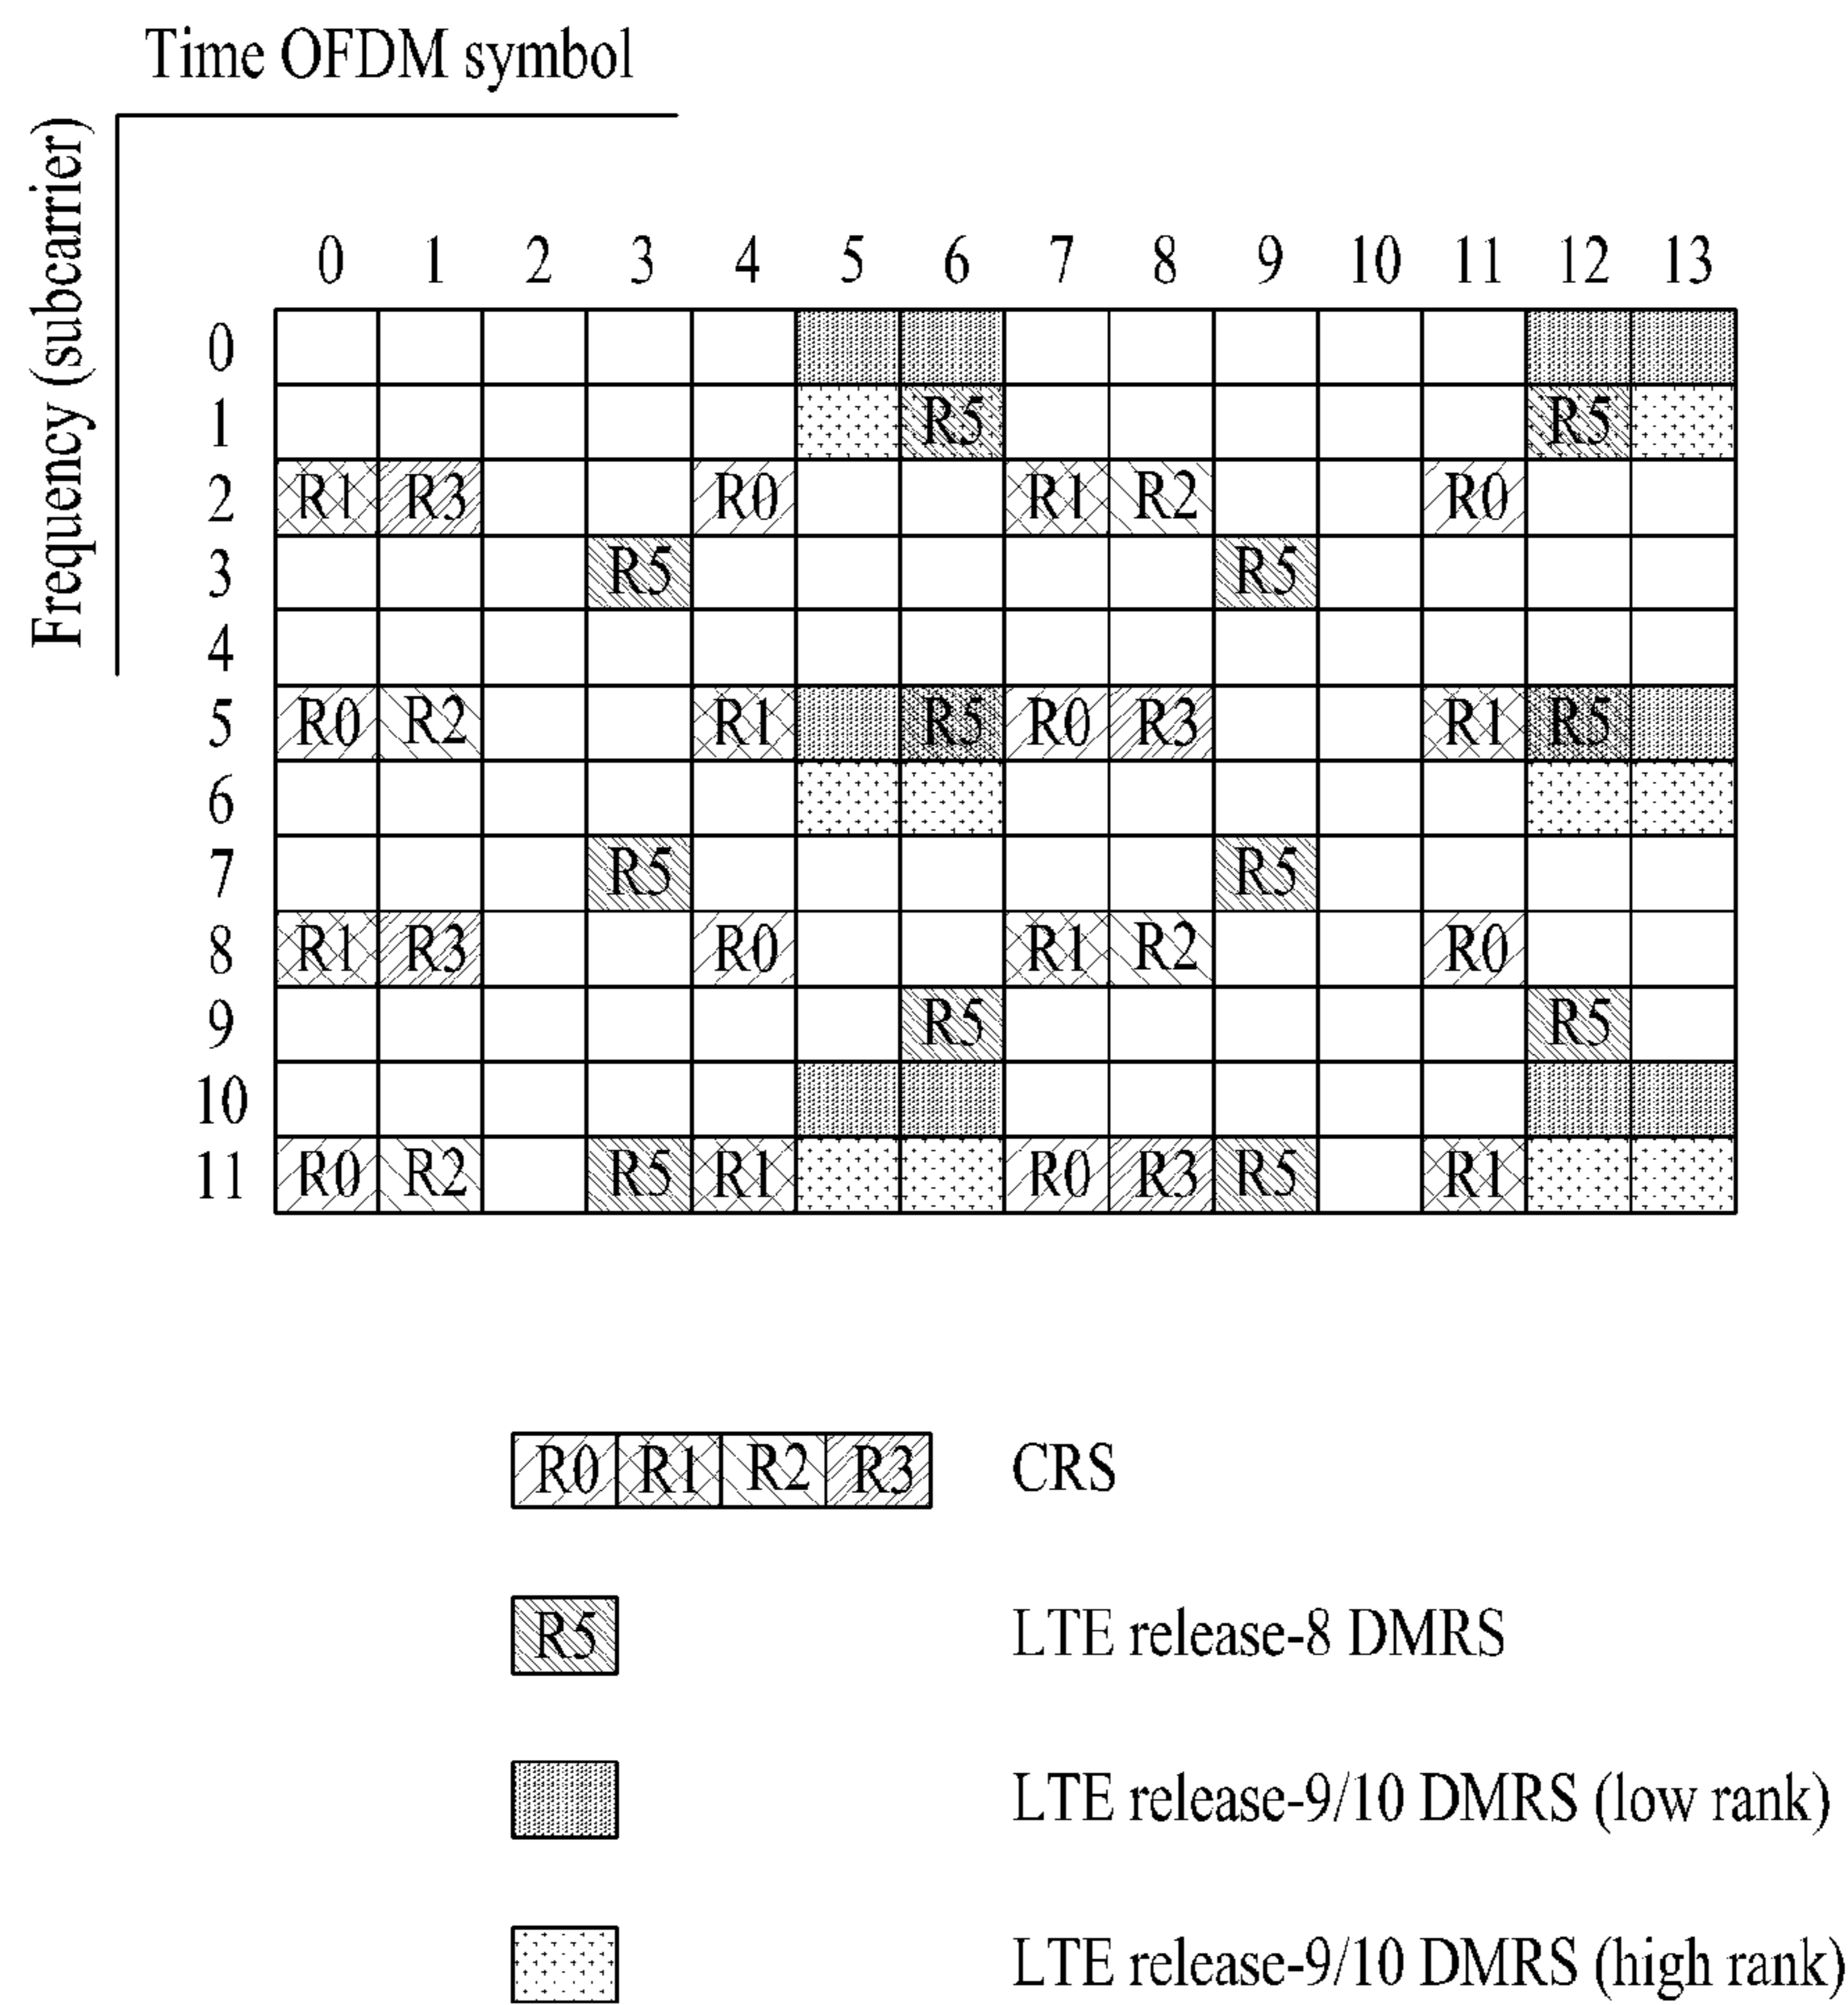 Time OFDM symbol
Frequency (subcarrier)
0 1 2 3 4 5 6 7 8 9 10 11 12 13
0
1 R5 R5
2 R1 R3 R0 R1 R2 R0
3 R5 R5
4
5 R0 R2 R1 R5 R0 R3 R1 R5
6
7 R5 R5
8 R1 R3 R0 R1 R2 R0
9 R5 R5
10
11 R0 R2 R5 R1 R0 R3 R5 R1
R0 R1 R2 R3 CRS
R5 LTE release-8 DMRS
LTE release-9/10 DMRS (low rank)
LTE release-9/10 DMRS (high rank)